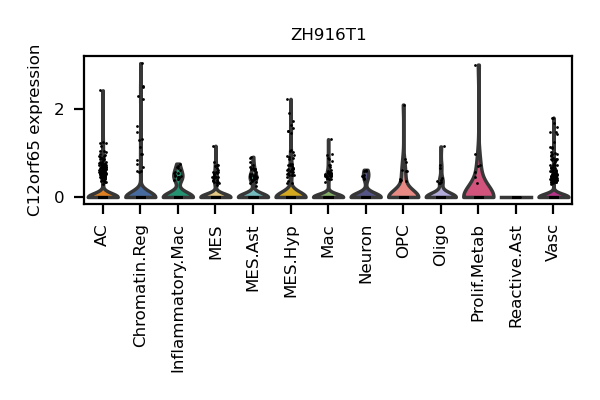 ZH916T1
C12orf65 expression
2
0
AC
Chromatin.Reg
Inflammatory.Mac
MES
MES.Ast
MES.Hyp
Mac
Neuron
OPC
Oligo
Prolif.Metab
Reactive.Ast
Vasc